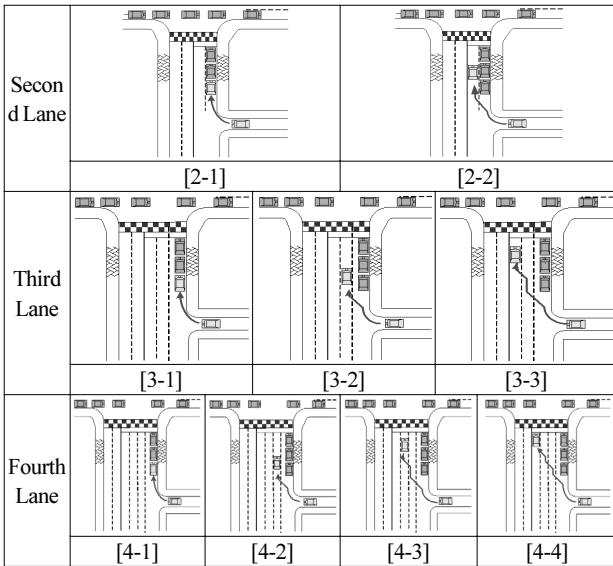 Secon
d Lane
[2-1] [2-2]
Third
Lane
[3-1] [3-2] [3-3]
Fourth
Lane
[4-1] [4-2] [4-3] [4-4]